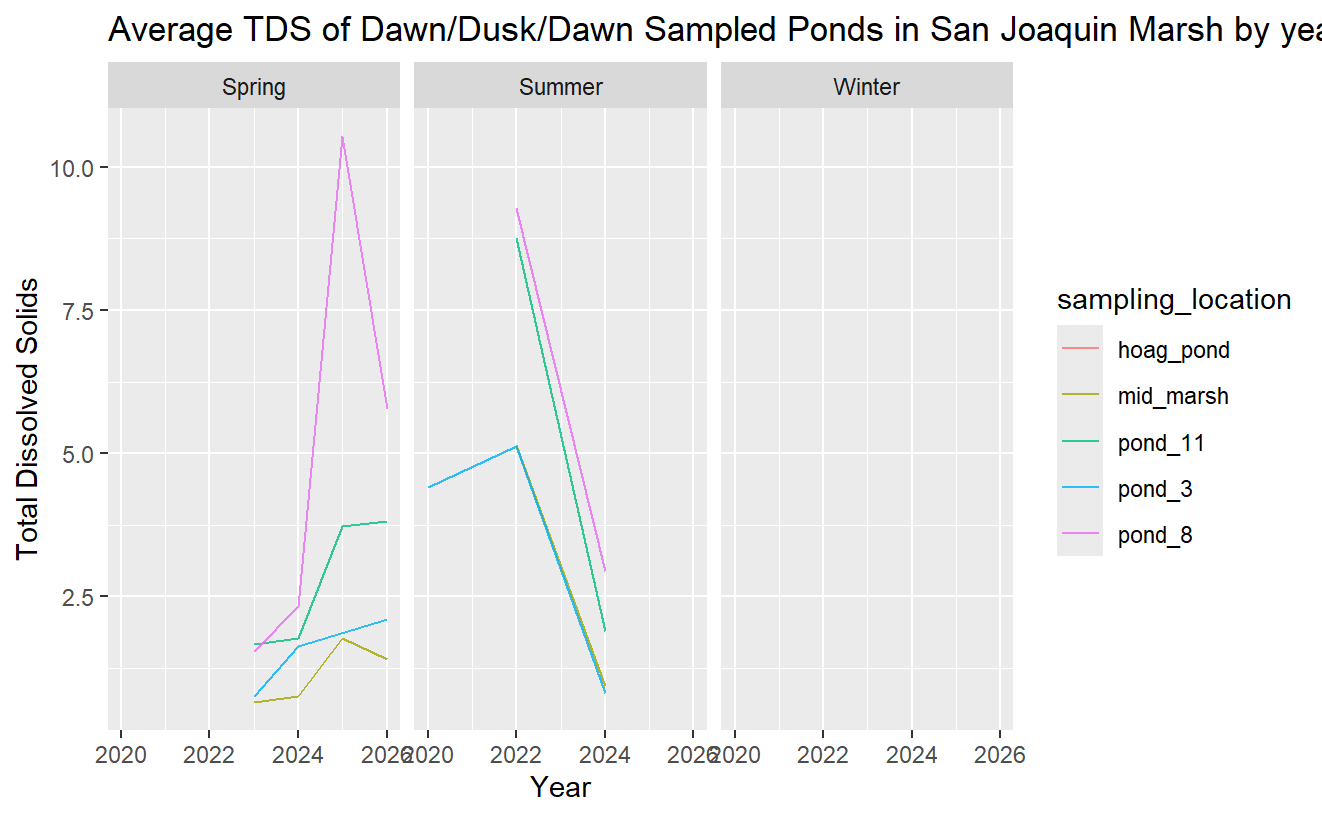 Average TDS of Dawn/Dusk/Dawn Sampled Ponds in San Joaquin Marsh by yea
Spring Summer Winter
10.0
7.5
5.0
2.5
Total Dissolved Solids
2020 2022 2024 2026 2020 2022 2024 2026 2020 2022 2024 2026
Year
sampling_location
hoag_pond
mid_marsh
pond_11
pond_3
pond_8